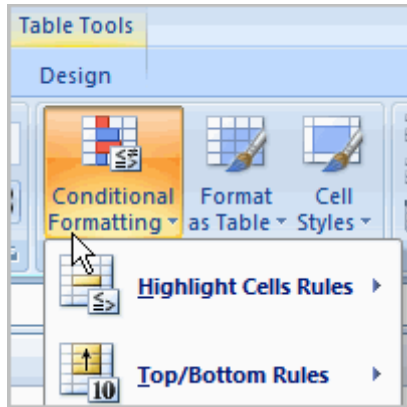 Table Tools
Design
Conditional Format Cell
Formatting as Table Styles
Highlight Cells Rules
10
Top/Bottom Rules